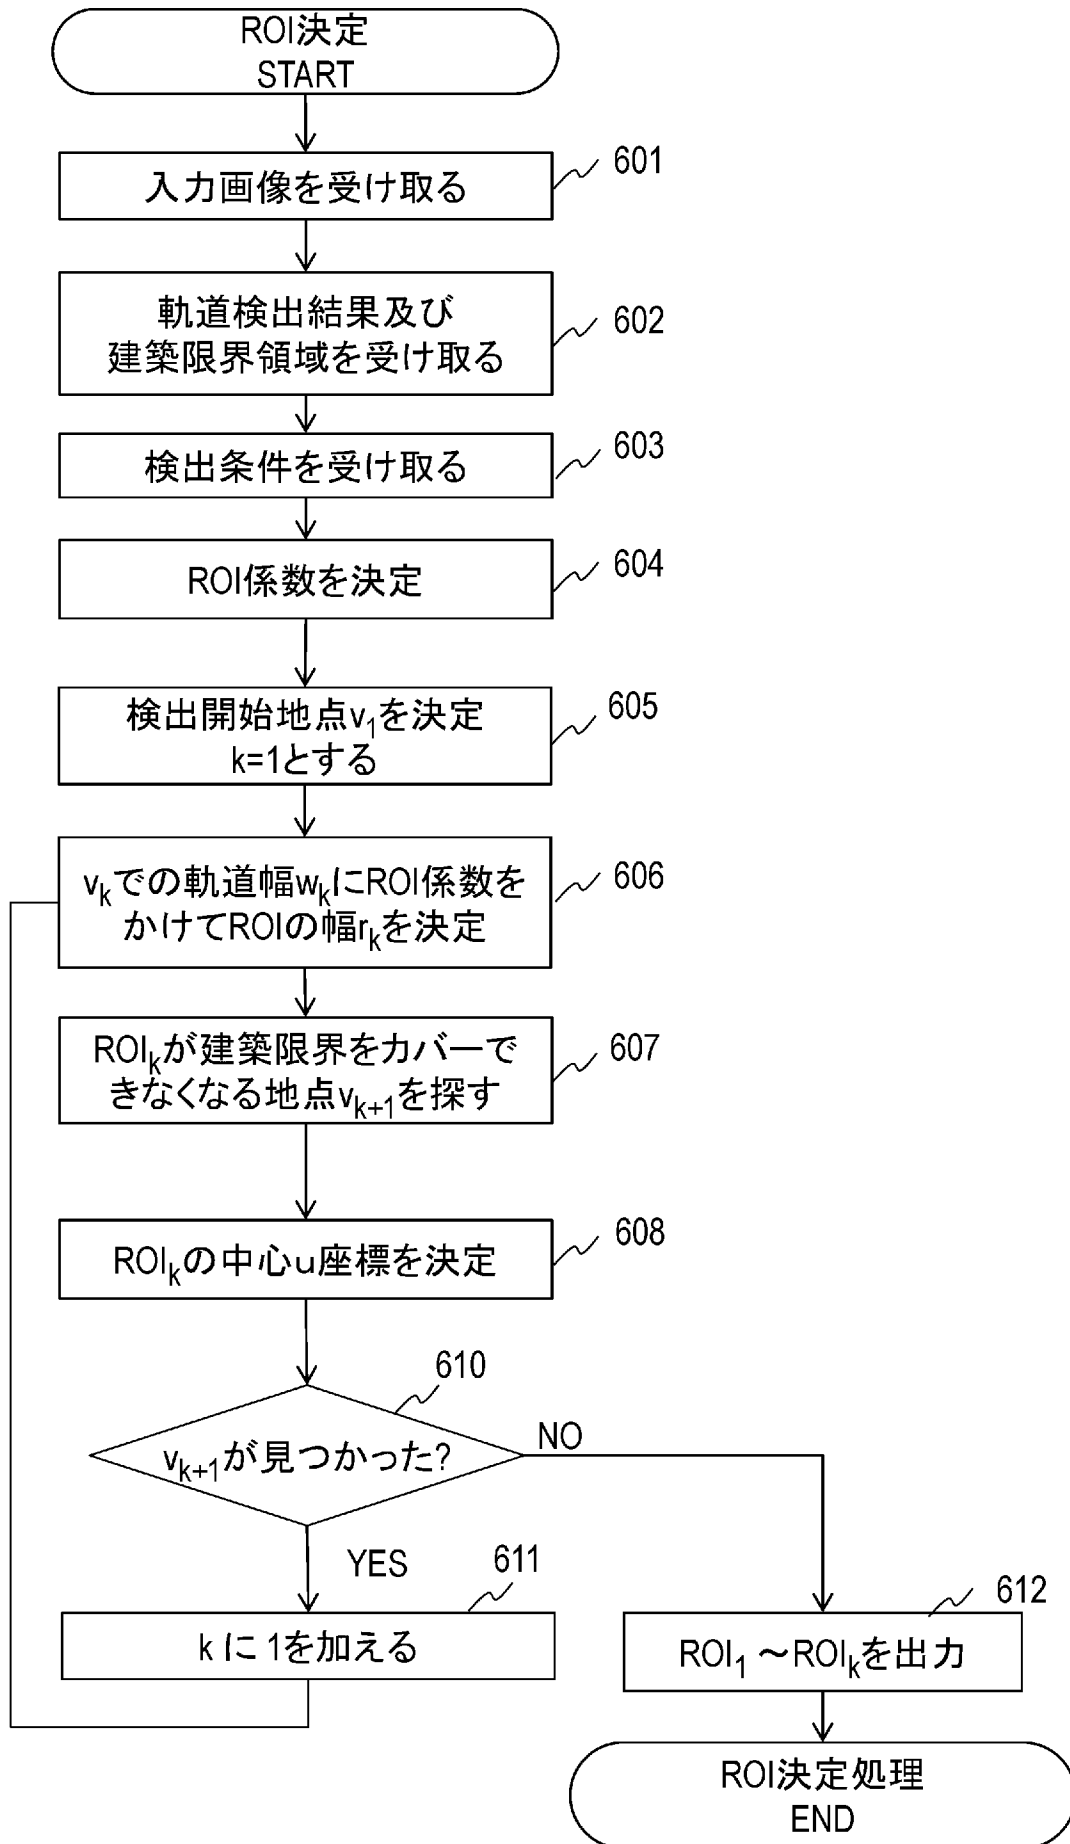 ROI決定
START
入力画像を受け取る
601
軌道検出結果及び
建築限界領域を受け取る
602
検出条件を受け取る
603
ROI係数を決定
604
検出開始地点v₁を決定
k=1とする
605
vₖでの軌道幅wₖにROI係数を
かけてROIの幅rₖを決定
606
ROIₖが建築限界をカバーで
きなくなる地点vₖ₊₁を探す
607
ROIₖの中心u座標を決定
608
610
vₖ₊₁が見つかった?
NO
YES
611
k に 1を加える
612
ROI₁ ～ROIₖを出力
ROI決定処理
END